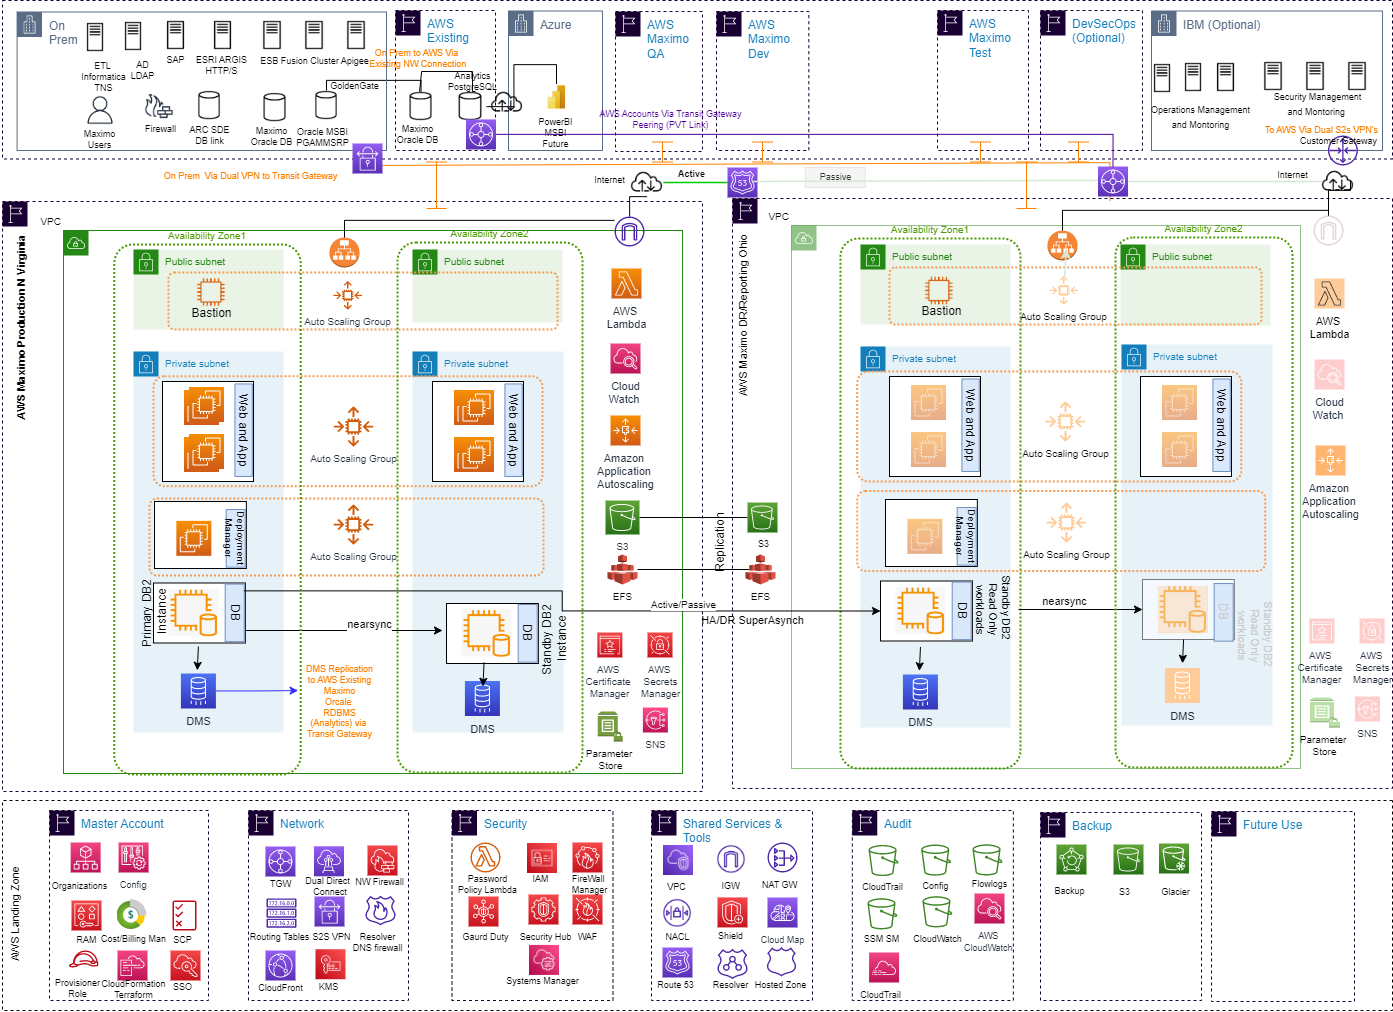 On
Prem
ETL
Informatica
TNS
AD
LDAP
SAP
ESRI ARGIS
HTTP/S
ESB Fusion Cluster Apigee
GoldenGate
Maximo
Users
Firewall
ARC SDE
DB link
Maximo
Oracle DB
Oracle MSBI
PGAMMSRP
AWS
Existing
On Prem to AWS Via
Existing NW Connection
Analytics
PostgreSQL
Maximo
Oracle DB
Azure
PowerBI
MSBI
Future
AWS
Maximo
QA
AWS
Maximo
Dev
AWS Accounts Via Transit Gateway
Peering (PVT Link)
AWS
Maximo
Test
DevSecOps
(Optional)
IBM (Optional)
Operations Management
and Montoring
Security Management
and Montoring
To AWS Via Dual S2s VPN's
Customer Gateway
On Prem  Via Dual VPN to Transit Gateway
Internet
Active
53
Passive
Internet
AWS Maximo Production N Virginia
VPC
Availability Zone1
Availability Zone2
Public subnet
Public subnet
Bastion
Auto Scaling Group
Private subnet
Private subnet
Web and App
Auto Scaling Group
Web and App
Deployment
Manager
Auto Scaling Group
Primary DB2
Instance
DB
nearsync
DB
Standby DB2
Instance
DMS
DMS
DMS Replication
to AWS Existing
Maximo
Orcale
RDBMS
(Analytics) via
Transit Gateway
AWS
Lambda
Cloud
Watch
Amazon
Application
Autoscaling
S3
EFS
AWS
Certificate
Manager
AWS
Secrets
Manager
Parameter
Store
SNS
Replication
S3
EFS
Active/Passive
HA/DR SuperAsynch
AWS Maximo DR/Reporting Ohio
VPC
Availability Zone1
Availability Zone2
Public subnet
Public subnet
Bastion
Auto Scaling Group
Private subnet
Private subnet
Web and App
Auto Scaling Group
Web and App
Deployment
Manager
Auto Scaling Group
DB
Standby DB2
Read Only
workloads
nearsync
DB
Standby DB2
Read Only
workloads
DMS
DMS
AWS
Lambda
Cloud
Watch
Amazon
Application
Autoscaling
AWS
Certificate
Manager
AWS
Secrets
Manager
Parameter
Store
SNS
AWS Landing Zone
Master Account
Organizations
Config
RAM
Cost/Billing Man
SCP
Provisioner
Role
CloudFormation
Terraform
SSO
Network
TGW
Dual Direct
Connect
NW Firewall
172.16.0.0
172.16.1.0
172.16.2.0
Routing Tables
S2S VPN
Resolver
DNS firewall
CloudFront
KMS
Security
Password
Policy Lambda
IAM
FireWall
Manager
Gaurd Duty
Security Hub
WAF
Systems Manager
Shared Services &
Tools
VPC
IGW
NAT GW
NACL
Shield
Cloud Map
53
Route 53
Resolver
Hosted Zone
Audit
CloudTrail
Config
Flowlogs
SSM SM
CloudWatch
AWS
CloudWatch
CloudTrail
Backup
Backup
S3
Glacier
Future Use